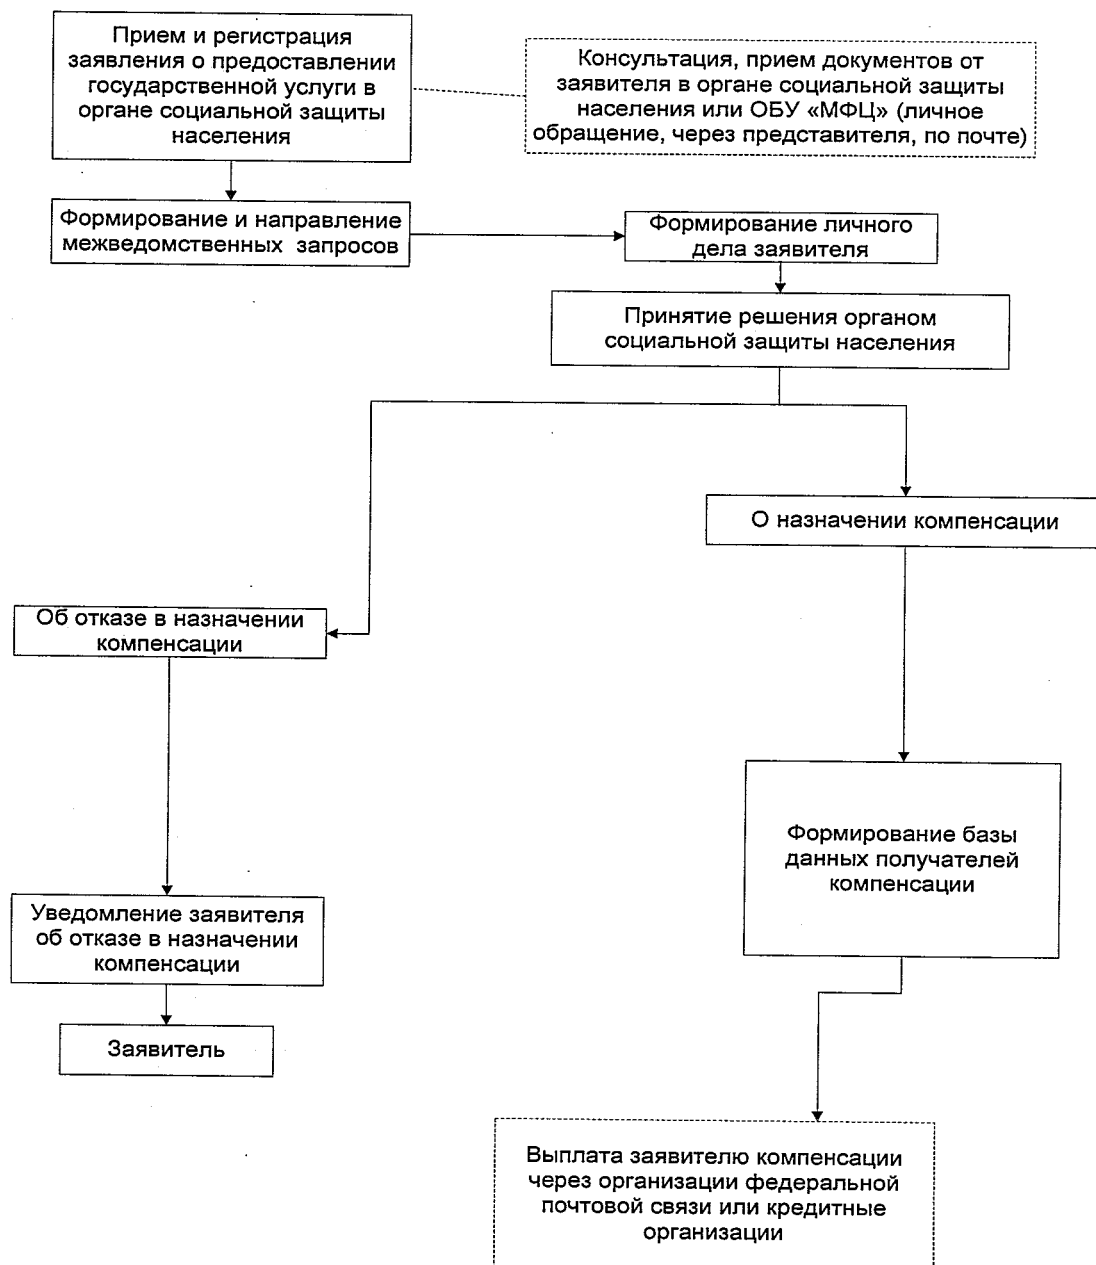 Прием и регистрация
заявления о предоставлении
государственной услуги в
органе социальной защиты
населения
Консультация, прием документов от
заявителя в органе социальной защиты
населения или ОБУ «МФЦ» (личное
обращение, через представителя, по почте)
Формирование и направление
межведомственных запросов
Формирование личного
дела заявителя
Принятие решения органом
социальной защиты населения
О назначении компенсации
Об отказе в назначении
компенсации
Формирование базы
данных получателей
компенсации
Уведомление заявителя
об отказе в назначении
компенсации
Заявитель
Выплата заявителю компенсации
через организации федеральной
почтовой связи или кредитные
организации